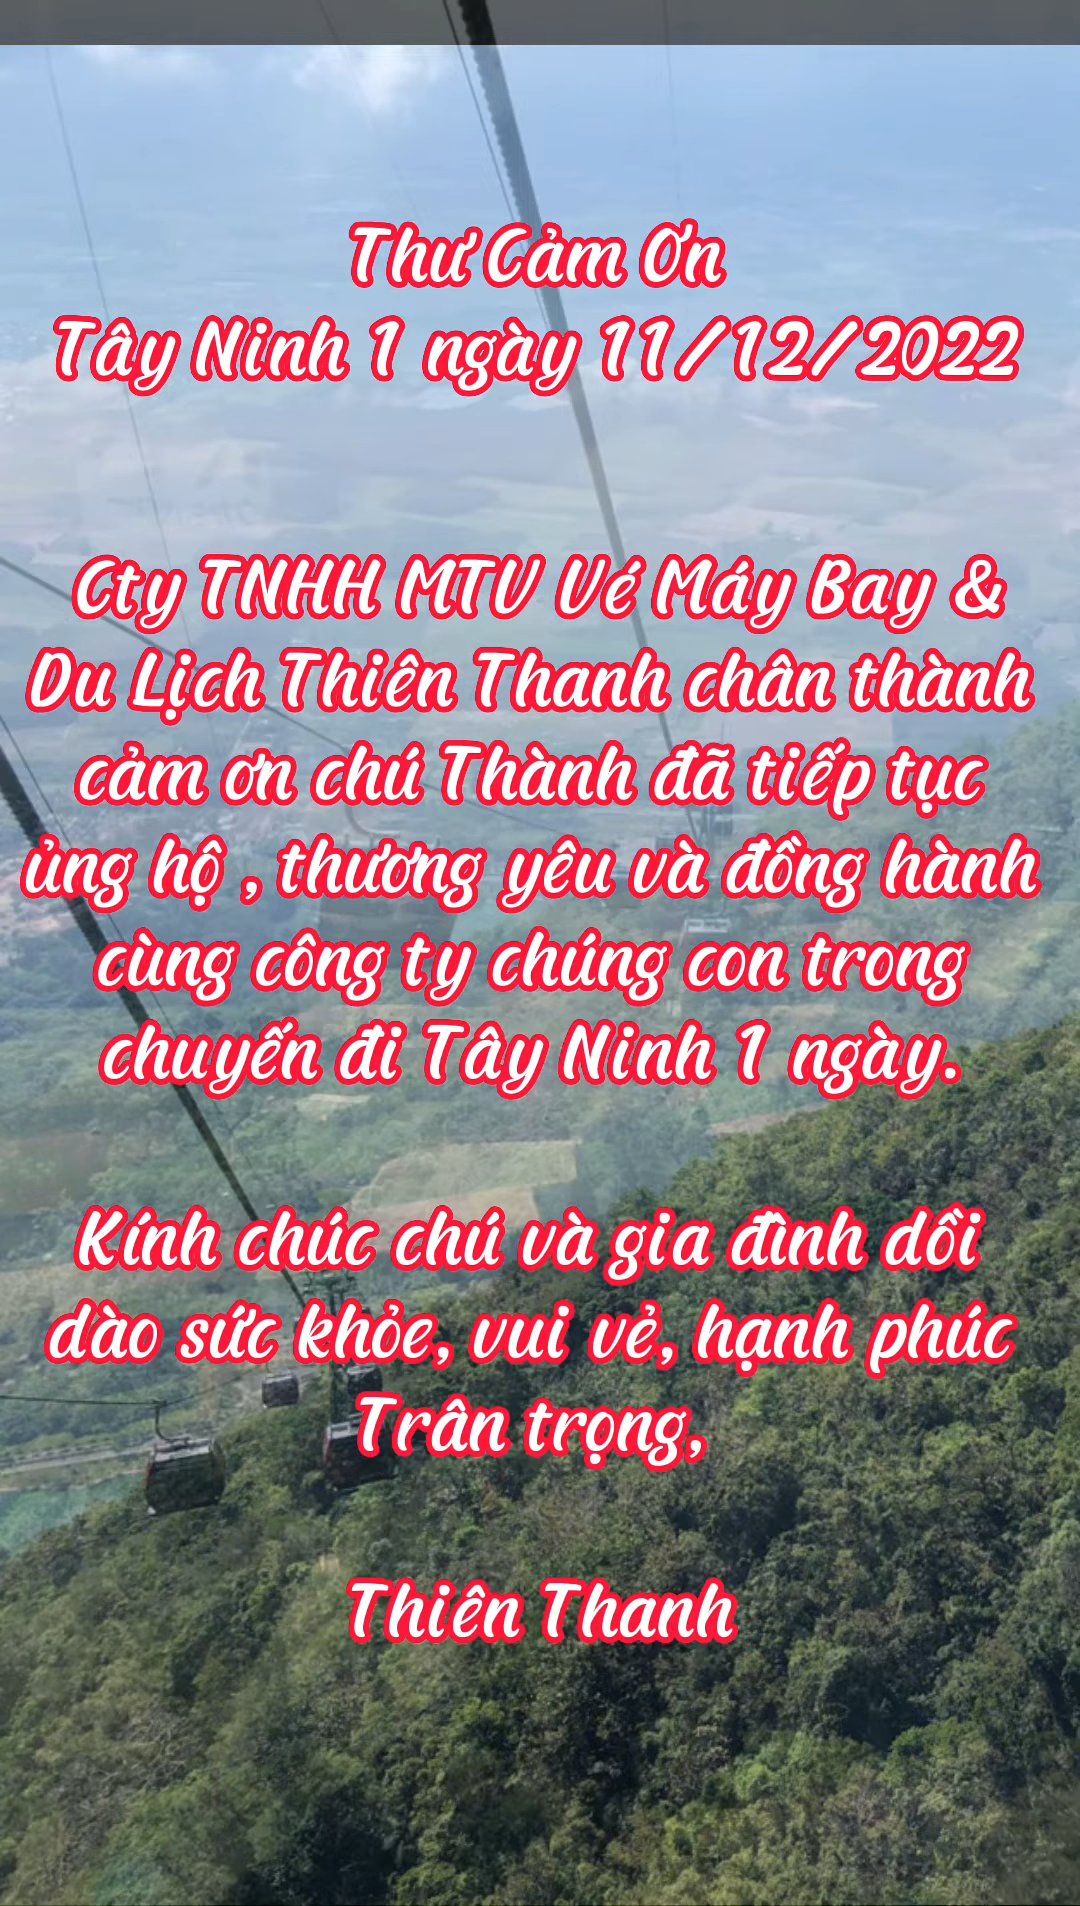 Thư Cảm Ơn
Tây Ninh 1 ngày 11/12/2022
Cty TNHH MTV Vé Máy Bay &
Du Lịch Thiên Thanh chân thành
cảm ơn chú Thành đã tiếp tục
ủng hộ , thương yêu và đồng hành
cùng công ty chúng con trong
chuyến đi Tây Ninh 1 ngày.
Kính chúc chú và gia đình dồi
dào sức khỏe, vui vẻ, hạnh phúc
Trân trọng,
Thiên Thanh